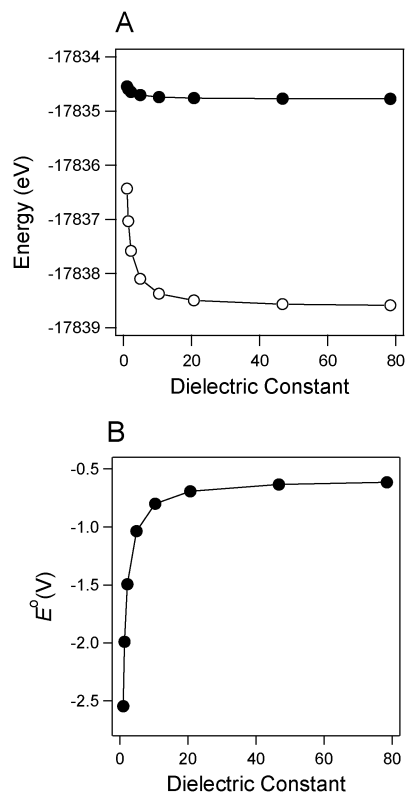 A
-17834
-17835
-17836
-17837
-17838
-17839
Energy (eV)
0 20 40 60 80
Dielectric Constant
B
-0.5
-1.0
-1.5
-2.0
-2.5
Eº(V)
0 20 40 60 80
Dielectric Constant